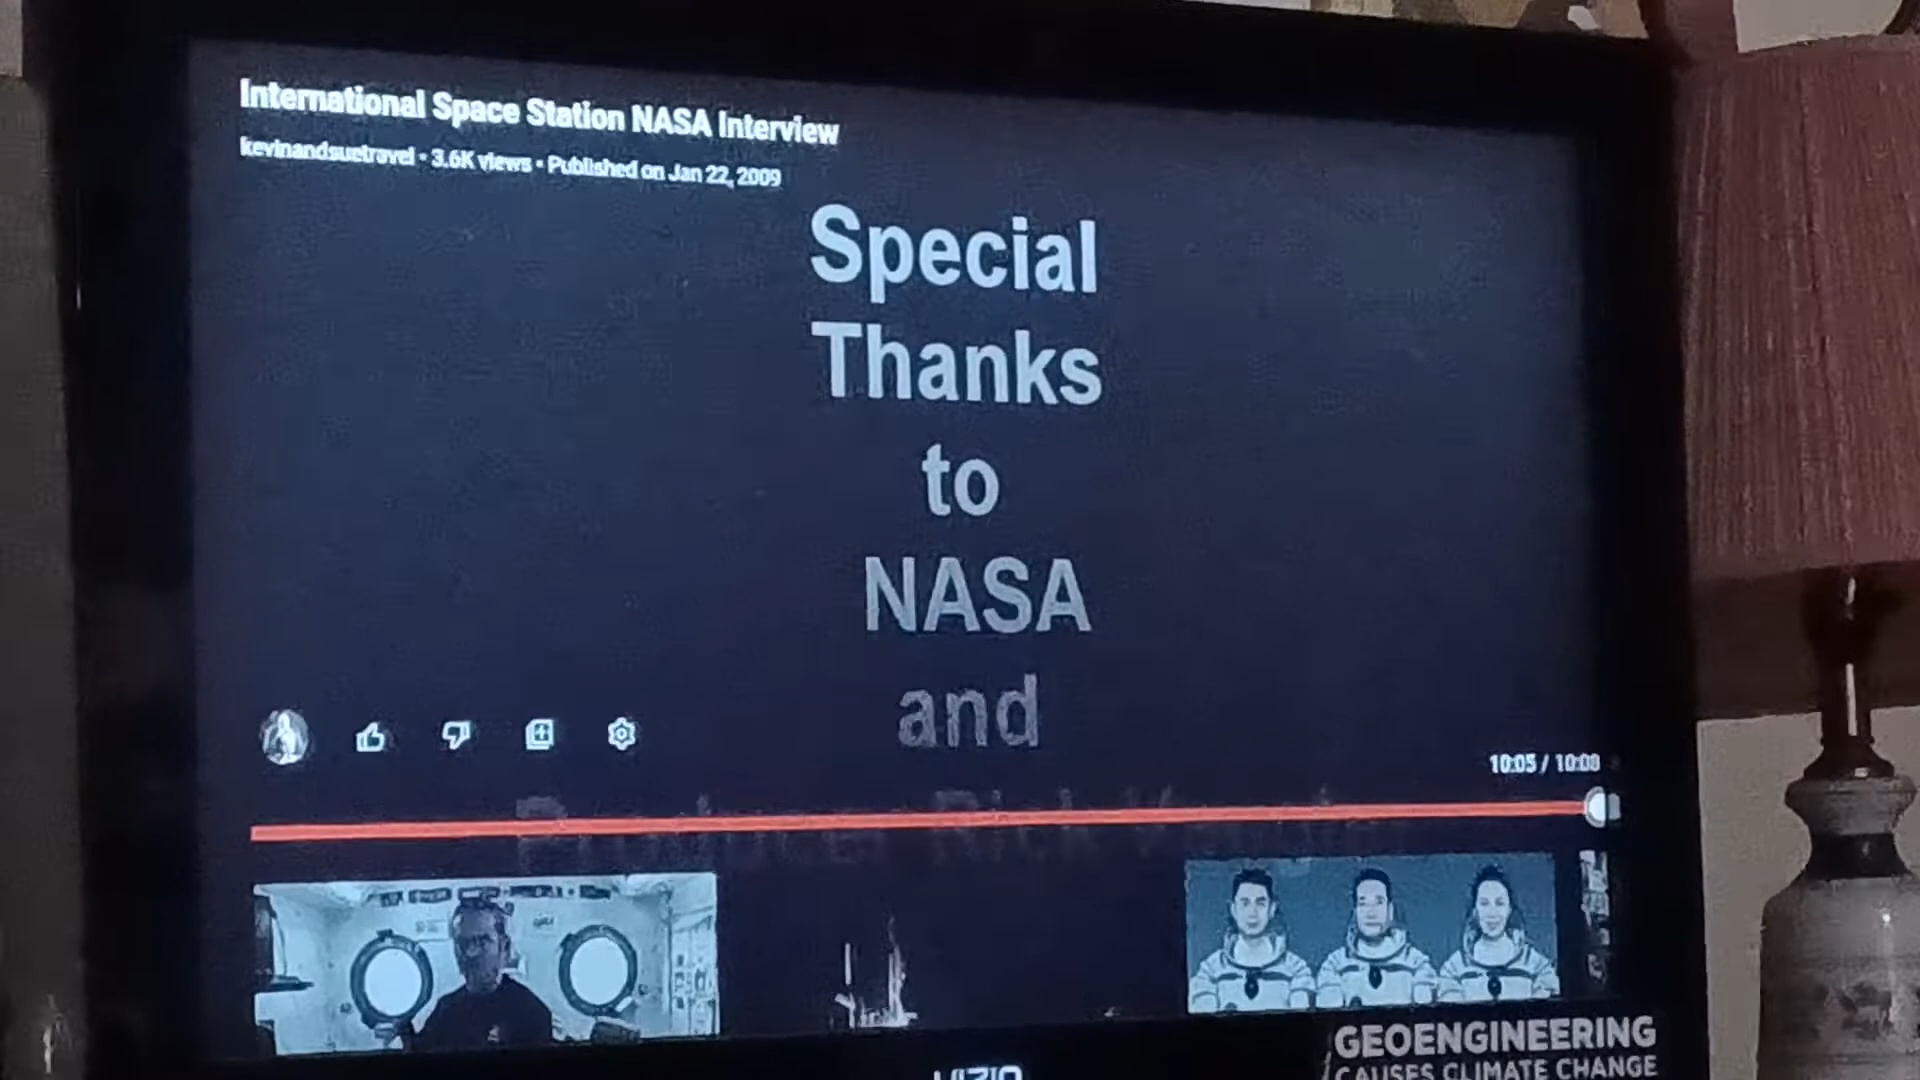 International Space Station NASA Interview
kevinandsuetravel • 3.6K views • Published on Jan 22, 2009
Special
Thanks
to
NASA
and
10:05 / 10:08
VIZIO
GEOENGINEERING
CAUSES CLIMATE CHANGE